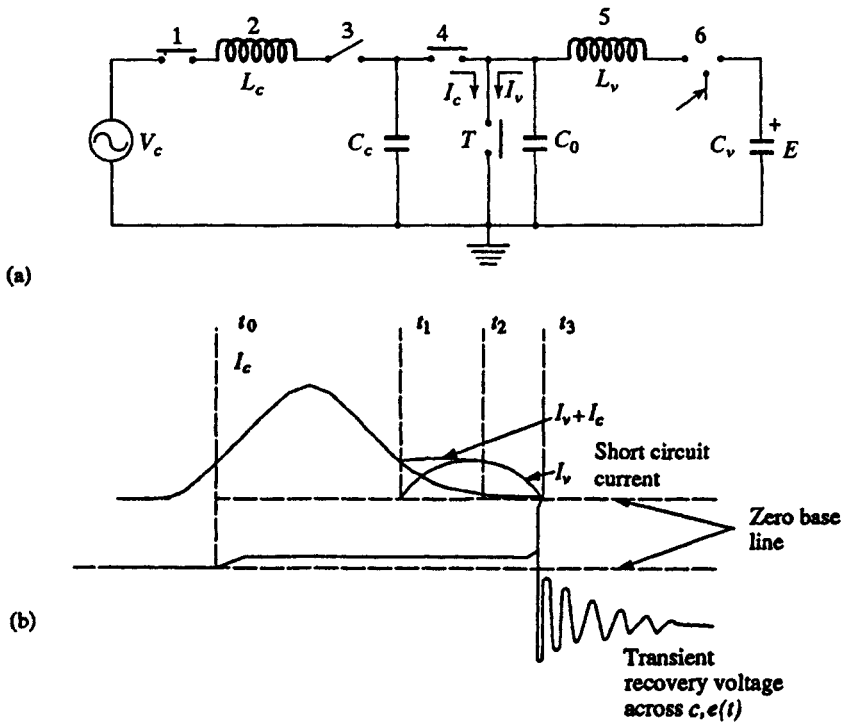 1
2
3
4
5
6
L_c
I_c
I_v
L_v
V_c
C_c
T
C_0
C_v
+
E
(a)
t_0
t_1
t_2
t_3
I_c
I_v + I_c
I_v
Short circuit
current
Zero base
line
(b)
Transient
recovery voltage
across c, e(t)